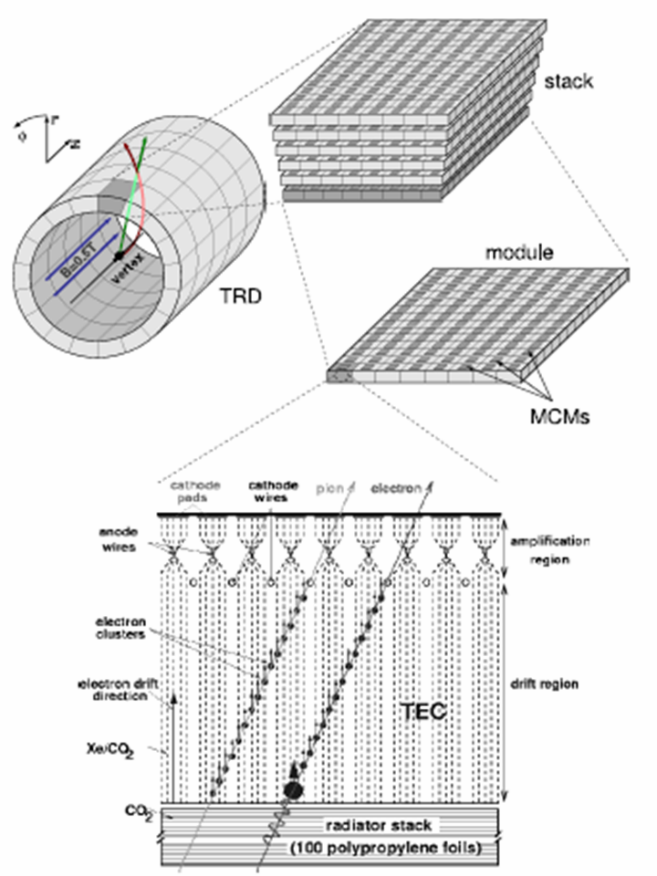 stack
φ
r
z
B=0.5T
vertex
TRD
module
MCMs
cathode
pads
cathode
wires
pion
electron
anode
wires
amplification
region
electron
clusters
electron drift
direction
drift region
TEC
Xe/CO2
CO2
radiator stack
(100 polypropylene foils)